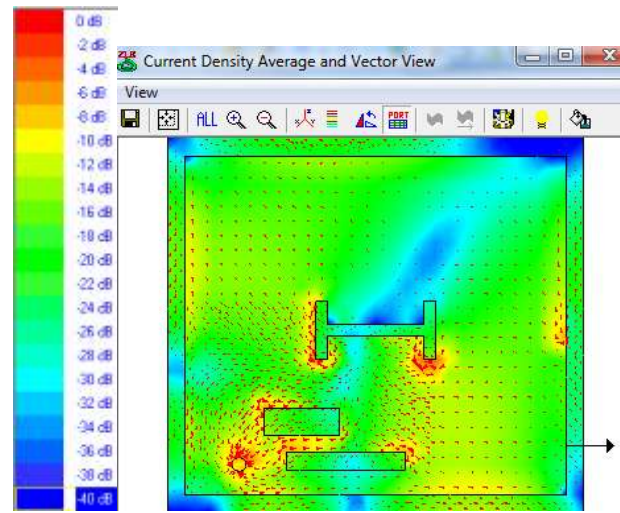 0 dB
-2 dB
-4 dB
-6 dB
-8 dB
-10 dB
-12 dB
-14 dB
-16 dB
-18 dB
-20 dB
-22 dB
-24 dB
-26 dB
-28 dB
-30 dB
-32 dB
-34 dB
-36 dB
-38 dB
-40 dB
Current Density Average and Vector View
View
ALL
PORT